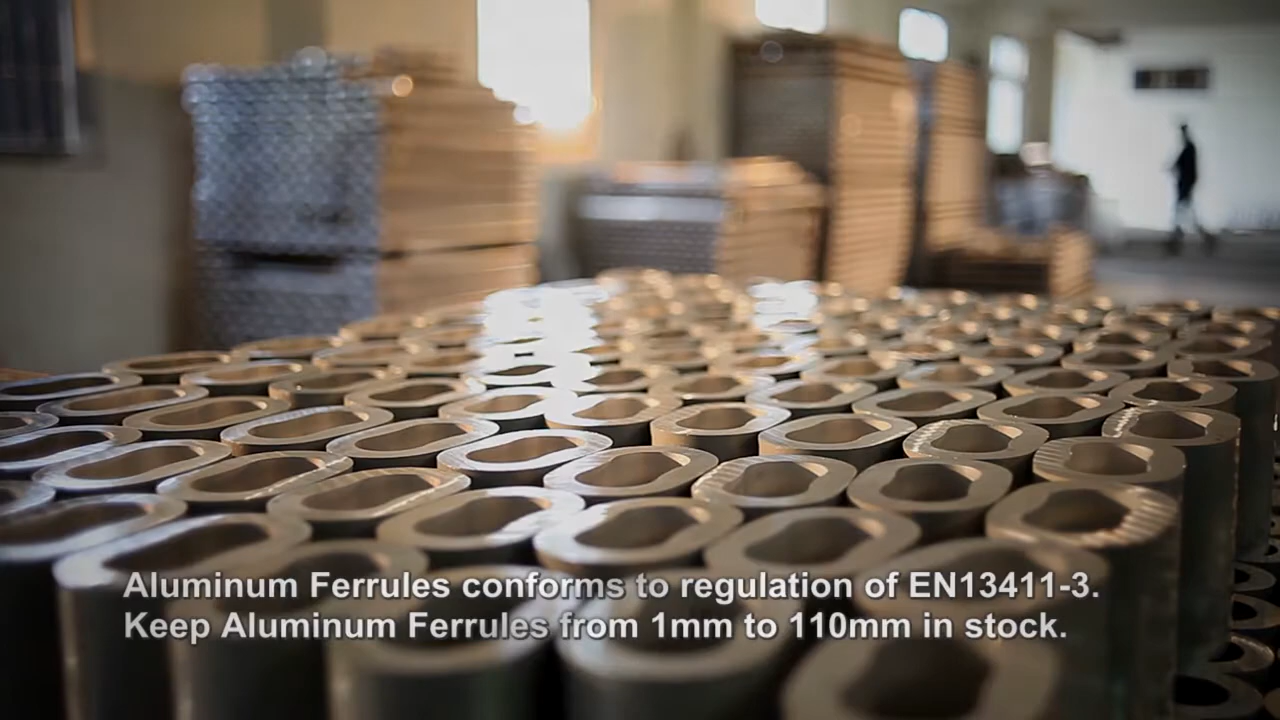 Aluminum Ferrules conforms to regulation of EN13411-3.
Keep Aluminum Ferrules from 1mm to 110mm in stock.